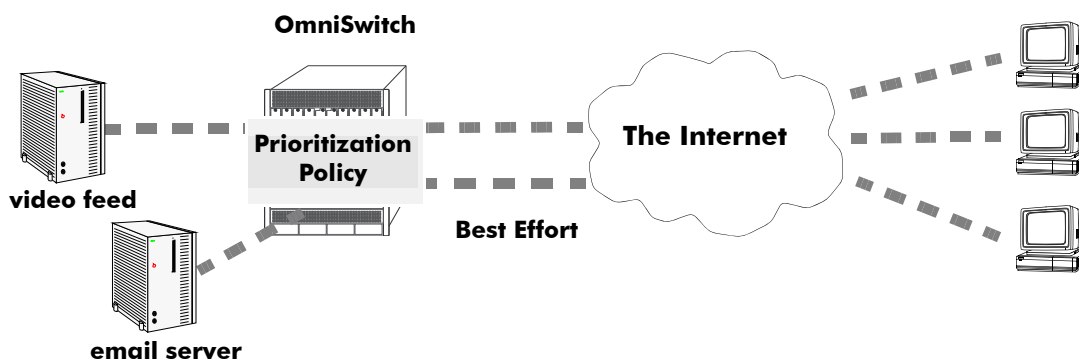 OmniSwitch
Prioritization
Policy
The Internet
video feed
Best Effort
email server